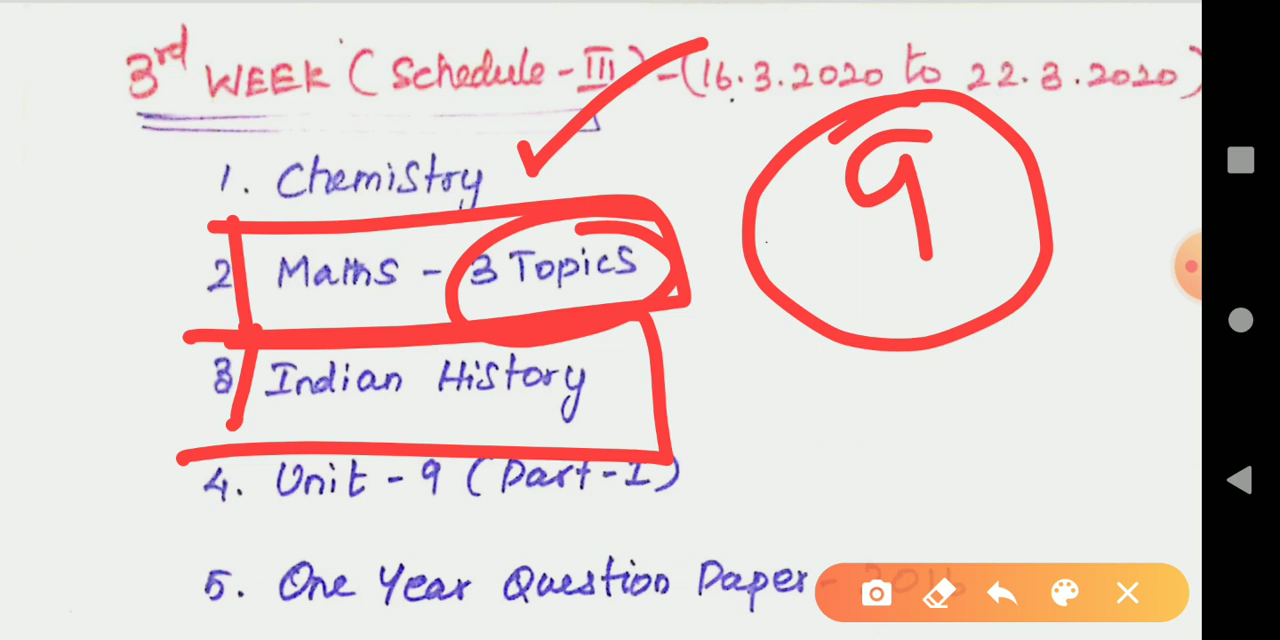 3rd WEEK (Schedule-III) - (16.3.2020 to 22.3.2020)
9
1. Chemistry
2 Maths - 3 Topics
3 Indian History
4. Unit - 9 (Part-I)
5. One Year Question Paper -